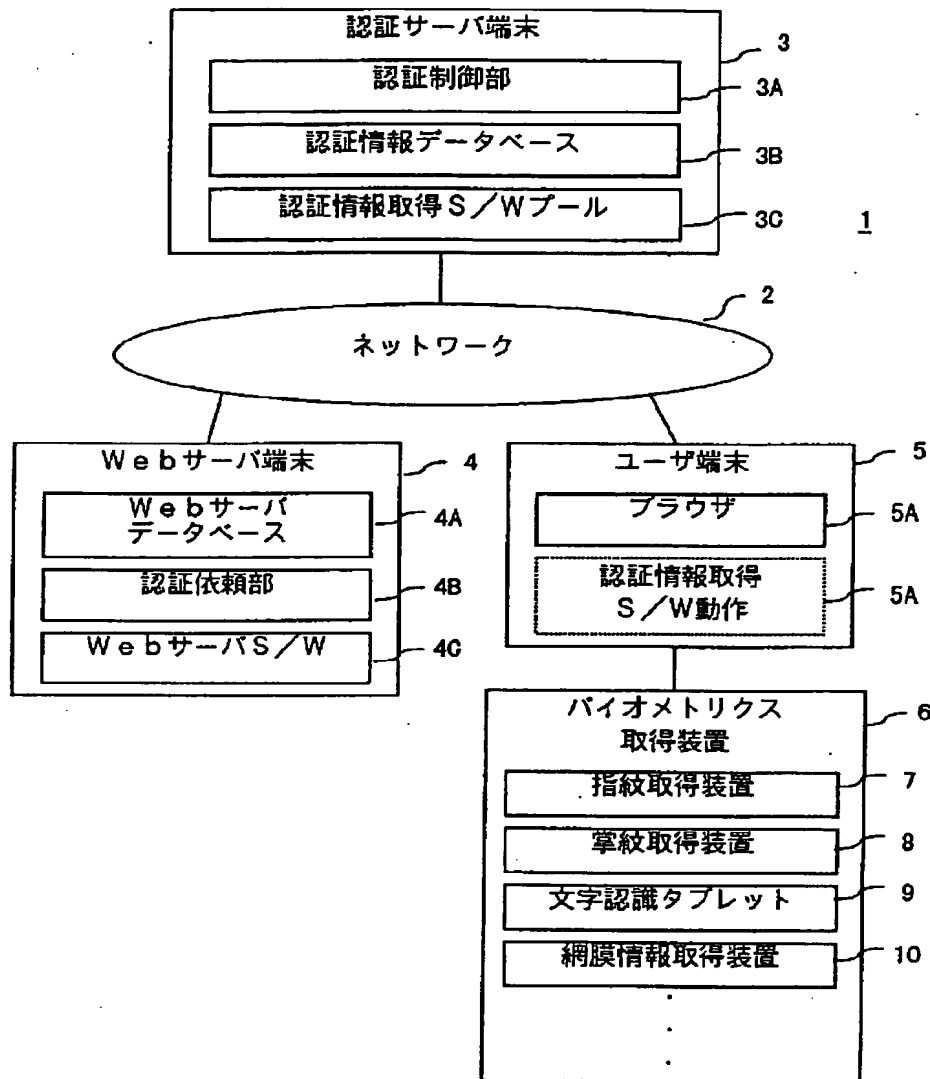 認証サーバ端末
3
認証制御部
3A
認証情報データベース
3B
認証情報取得S/Wプール
3C
1
2
ネットワーク
Webサーバ端末
4
Webサーバ
データベース
4A
認証依頼部
4B
WebサーバS/W
4C
ユーザ端末
5
ブラウザ
5A
認証情報取得
S/W動作
5A
バイオメトリクス
取得装置
6
指紋取得装置
7
掌紋取得装置
8
文字認識タブレット
9
網膜情報取得装置
10